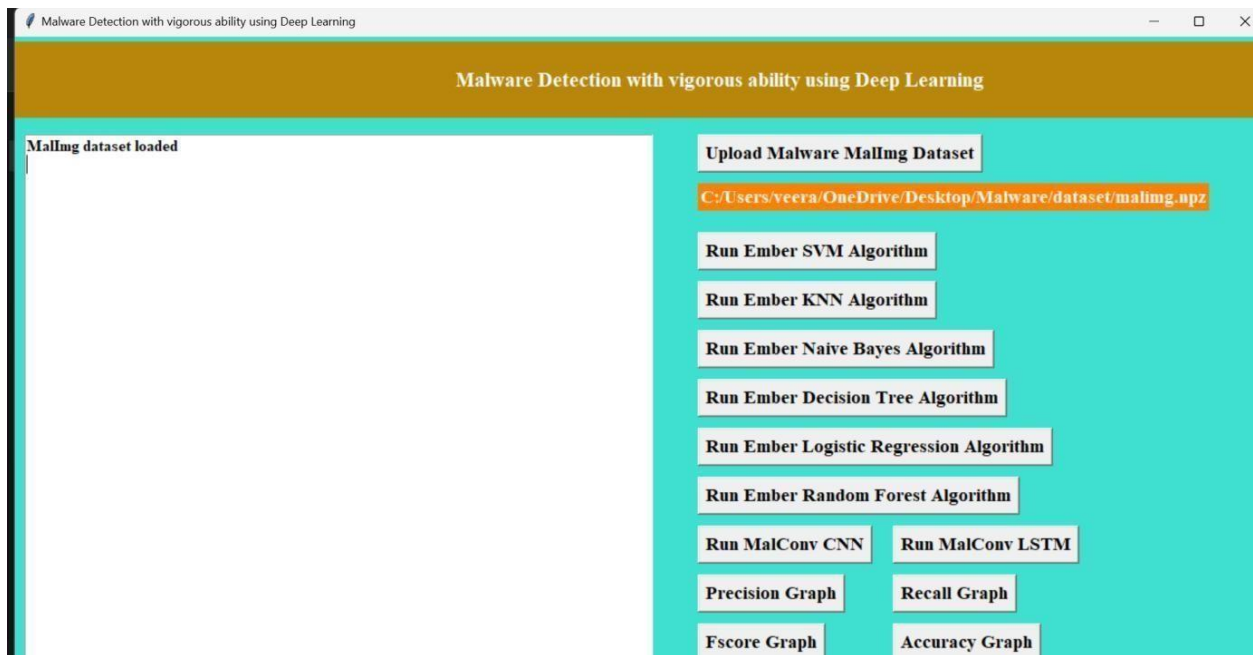 Malware Detection with vigorous ability using Deep Learning
Malware Detection with vigorous ability using Deep Learning
MalImg dataset loaded
Upload Malware MalImg Dataset
C:/Users/veera/OneDrive/Desktop/Malware/dataset/malimg.npz
Run Ember SVM Algorithm
Run Ember KNN Algorithm
Run Ember Naive Bayes Algorithm
Run Ember Decision Tree Algorithm
Run Ember Logistic Regression Algorithm
Run Ember Random Forest Algorithm
Run MalConv CNN Run MalConv LSTM
Precision Graph Recall Graph
Fscore Graph Accuracy Graph